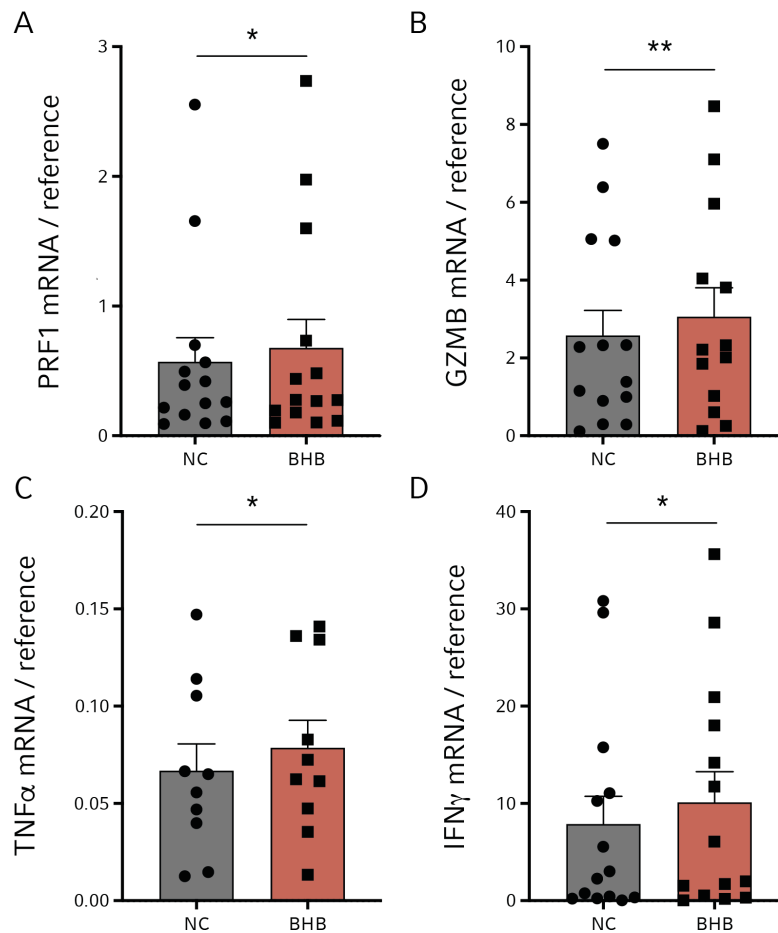 A
PRF1 mRNA / reference
3
2
1
0
*
NC
BHB
B
GZMB mRNA / reference
10
8
6
4
2
0
**
NC
BHB
C
TNFα mRNA / reference
0.20
0.15
0.10
0.05
0.00
*
NC
BHB
D
IFNγ mRNA / reference
40
30
20
10
0
*
NC
BHB